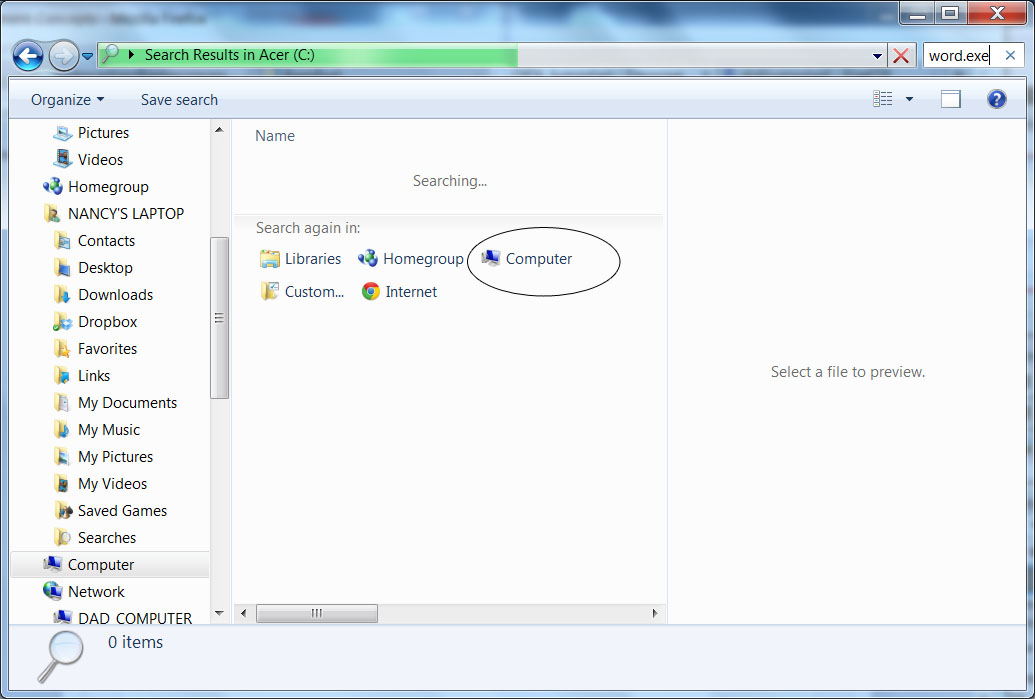 Search Results in Acer (C:)
word.exe
Organize
Save search
Pictures
Videos
Homegroup
NANCY'S LAPTOP
Contacts
Desktop
Downloads
Dropbox
Favorites
Links
My Documents
My Music
My Pictures
My Videos
Saved Games
Searches
Computer
Network
DAD_COMPUTER
Name
Searching...
Search again in:
Libraries Homegroup Computer
Custom... Internet
Select a file to preview.
0 items